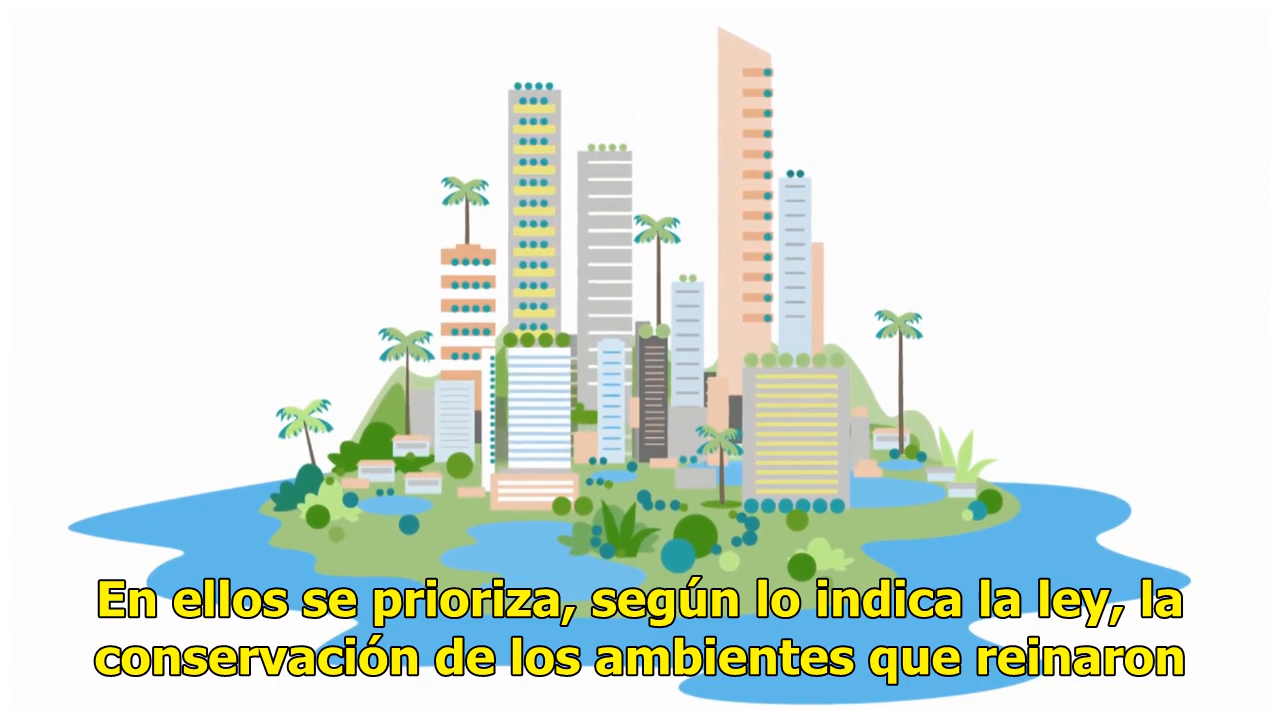 En ellos se prioriza, según lo indica la ley, la
conservación de los ambientes que reinaron